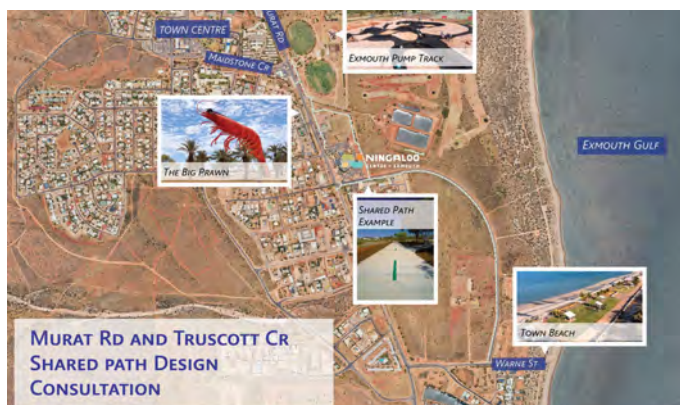 TOWN CENTRE
MURAT RD
MAIDSTONE CR
EXMOUTH PUMP TRACK
THE BIG PRAWN
NINGALOO
CENTRE • EXMOUTH
EXMOUTH GULF
SHARED PATH
EXAMPLE
TOWN BEACH
WARNE ST
MURAT RD AND TRUSCOTT CR
SHARED PATH DESIGN
CONSULTATION